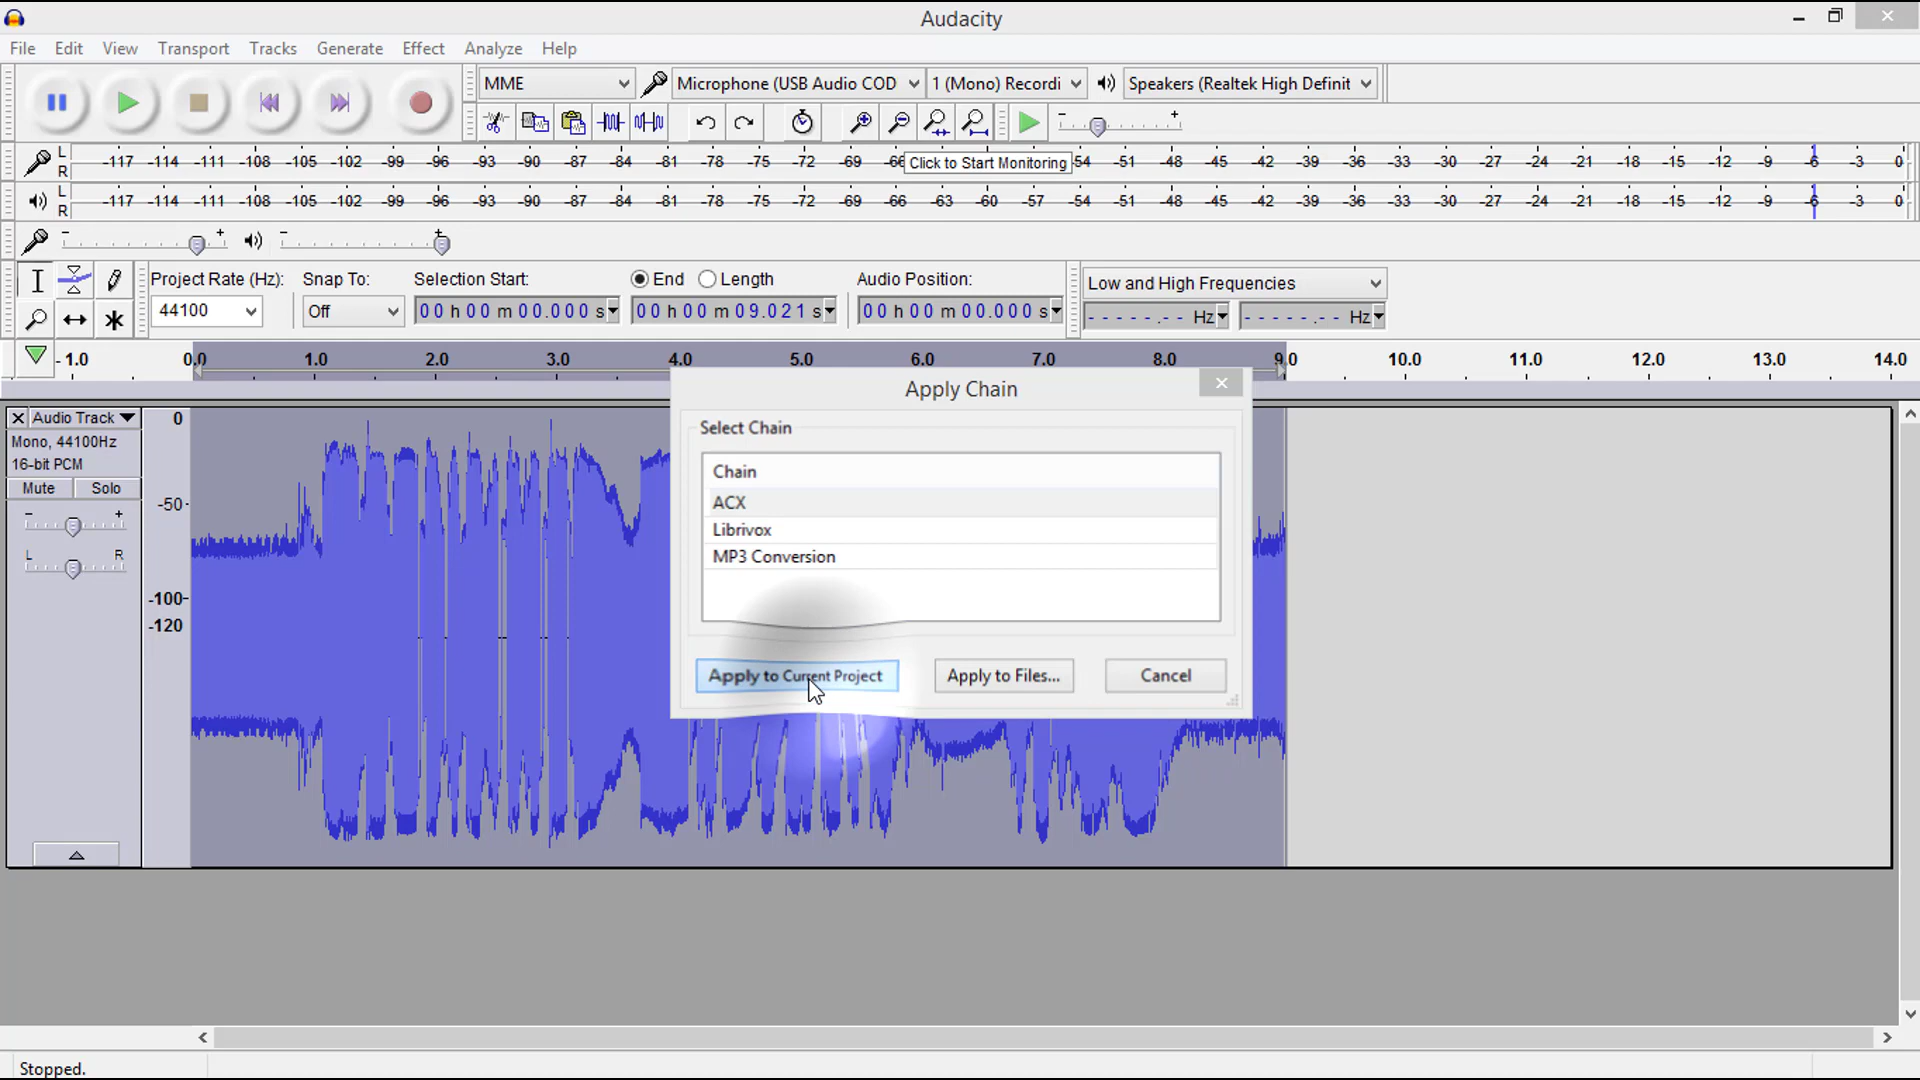 Audacity
File Edit View Transport Tracks Generate Effect Analyze Help
MME Microphone (USB Audio COD 1 (Mono) Recordi Speakers (Realtek High Definit
- +
L
R
-117 -114 -111 -108 -105 -102 -99 -96 -93 -90 -87 -84 -81 -78 -75 -72 -69 -66 Click to Start Monitoring 54 -51 -48 -45 -42 -39 -36 -33 -30 -27 -24 -21 -18 -15 -12 -9 -6 -3 0
L
R
-117 -114 -111 -108 -105 -102 -99 -96 -93 -90 -87 -84 -81 -78 -75 -72 -69 -66 -63 -60 -57 -54 -51 -48 -45 -42 -39 -36 -33 -30 -27 -24 -21 -18 -15 -12 -9 -6 -3 0
- + - +
Project Rate (Hz): Snap To: Selection Start: End Length Audio Position: Low and High Frequencies
44100 Off 00 h 00 m 00.000 s 00 h 00 m 09.021 s 00 h 00 m 00.000 s -----.-- Hz -----.-- Hz
-1.0 0.0 1.0 2.0 3.0 4.0 5.0 6.0 7.0 8.0 9.0 10.0 11.0 12.0 13.0 14.0
Audio Track
Mono, 44100Hz
16-bit PCM
Mute Solo
- +
L R
0
-50-
-100-
-120
Apply Chain
Select Chain
Chain
ACX
Librivox
MP3 Conversion
Apply to Current Project Apply to Files... Cancel
Stopped.